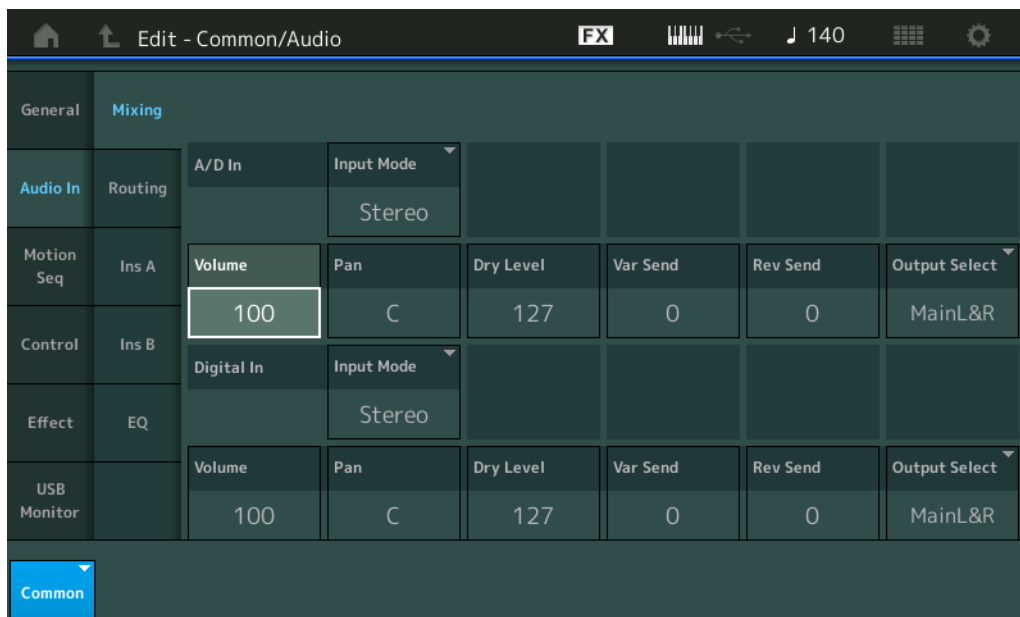 Edit - Common/Audio FX 140
General Mixing
A/D In Input Mode
Audio In Routing
Stereo
Motion
Seq
Ins A
Volume Pan Dry Level Var Send Rev Send Output Select
100 C 127 0 0 MainL&R
Control Ins B
Digital In Input Mode
Effect EQ
Stereo
USB
Monitor
Volume Pan Dry Level Var Send Rev Send Output Select
100 C 127 0 0 MainL&R
Common